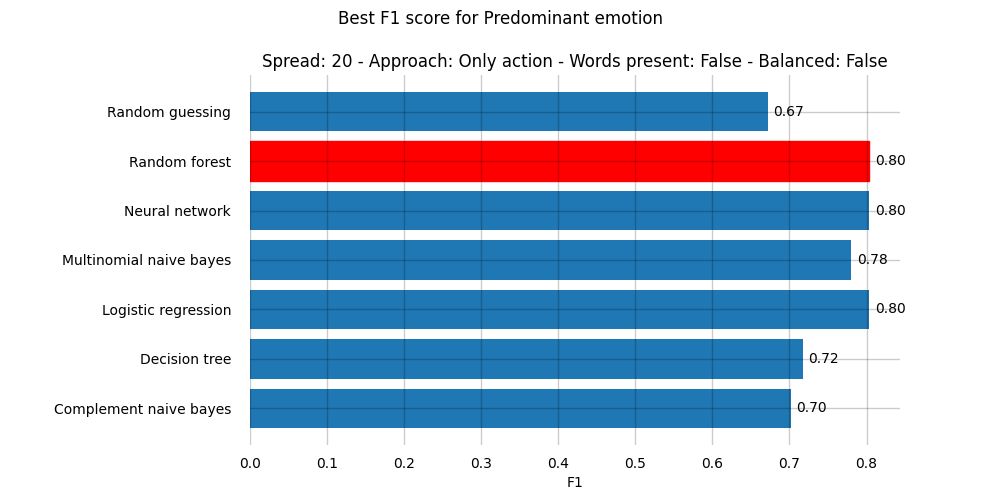 Best F1 score for Predominant emotion
Spread: 20 - Approach: Only action - Words present: False - Balanced: False
Random guessing 0.67
Random forest 0.80
Neural network 0.80
Multinomial naive bayes 0.78
Logistic regression 0.80
Decision tree 0.72
Complement naive bayes 0.70
0.0 0.1 0.2 0.3 0.4 0.5 0.6 0.7 0.8
F1